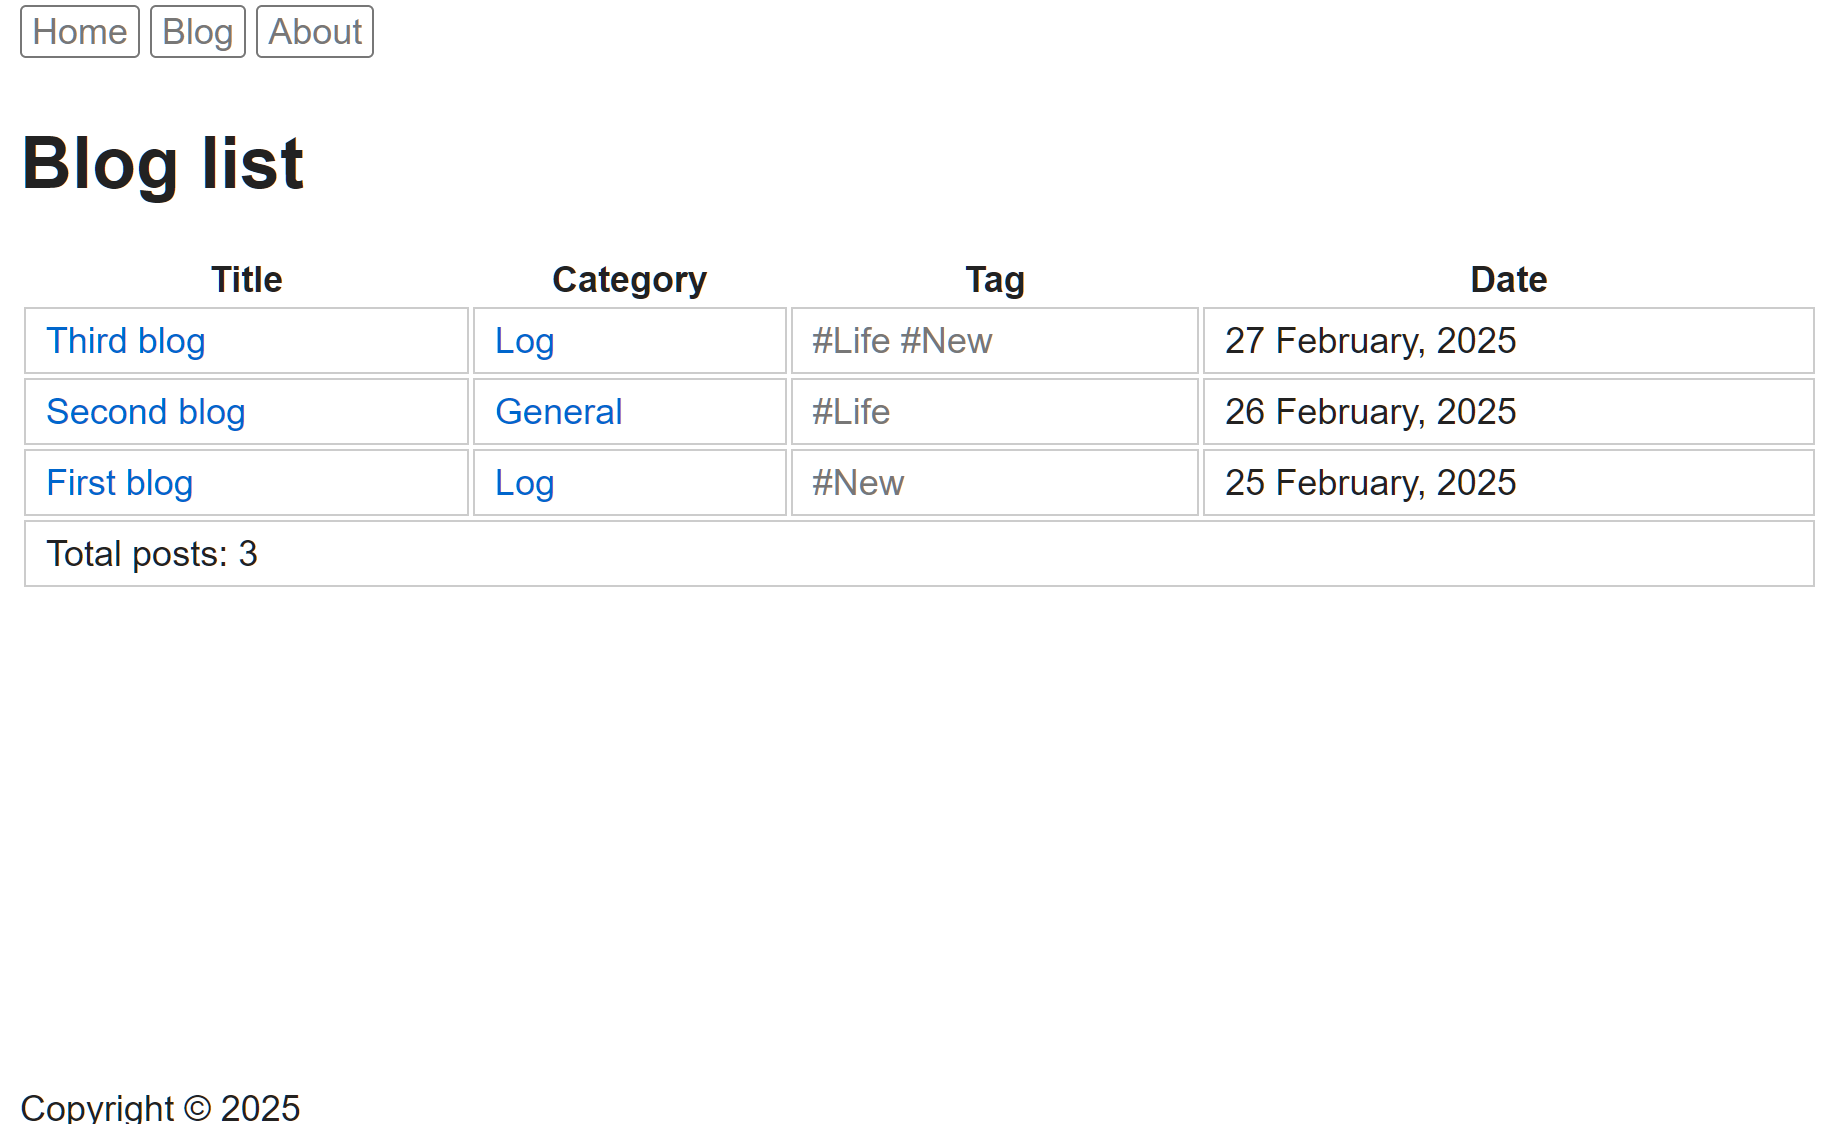 Home Blog About
Blog list
Title Category Tag Date
Third blog Log #Life #New 27 February, 2025
Second blog General #Life 26 February, 2025
First blog Log #New 25 February, 2025
Total posts: 3
Copyright © 2025